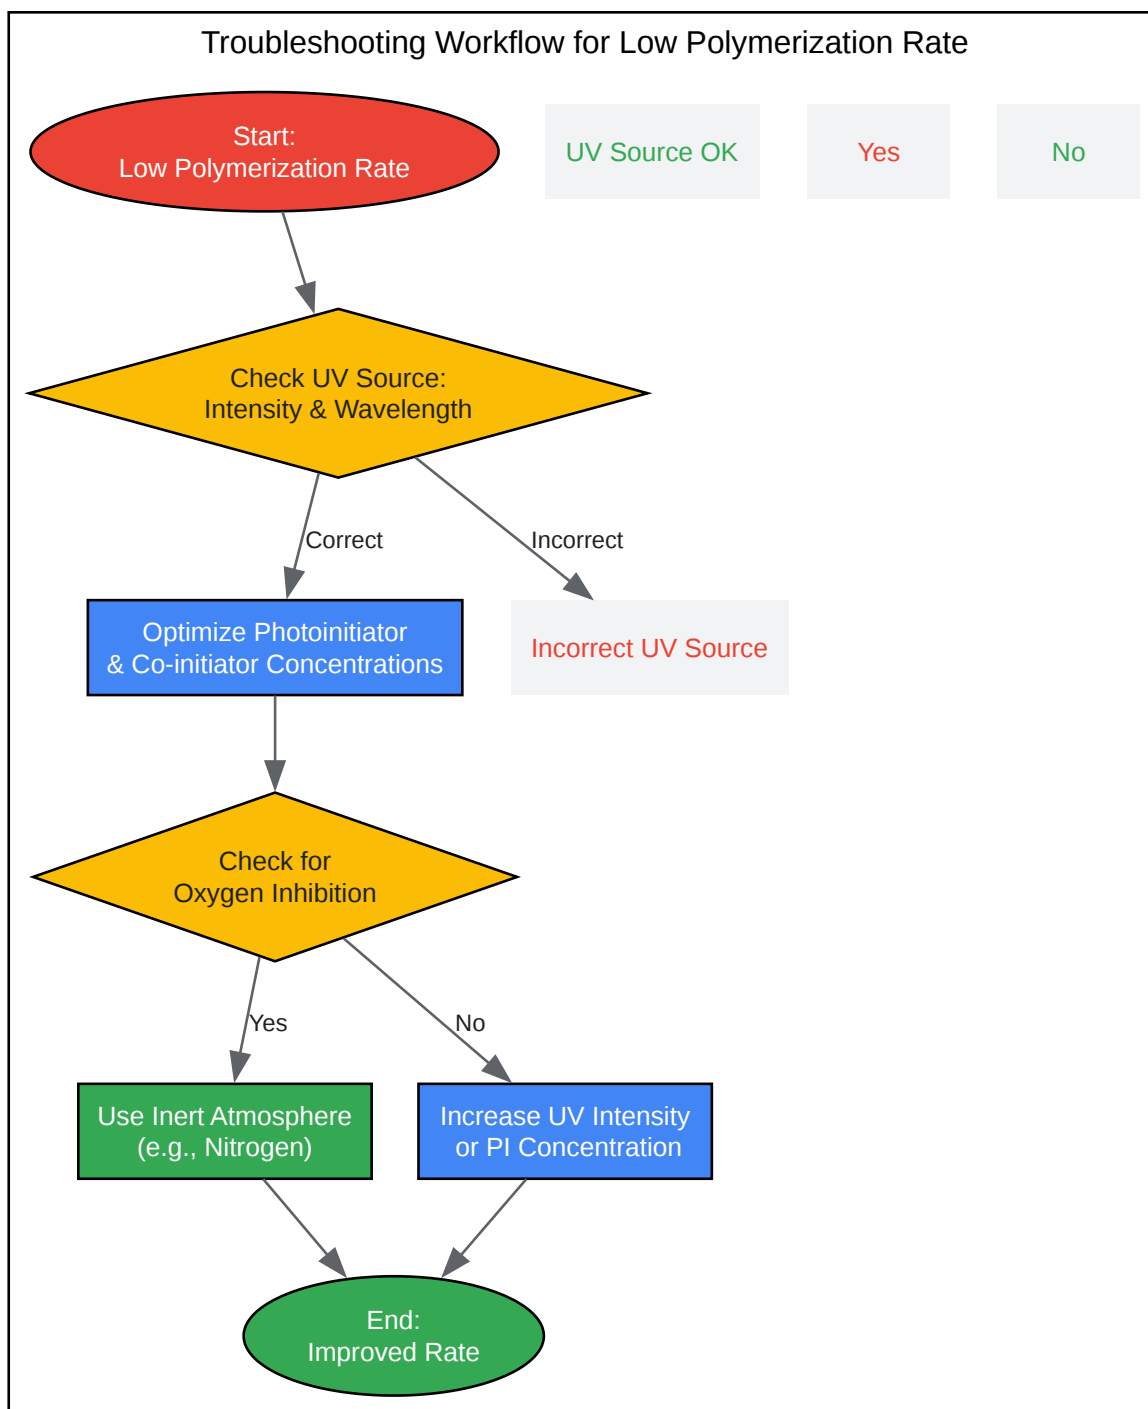 Troubleshooting Workflow for Low Polymerization Rate
Start:
Low Polymerization Rate
UV Source OK
Yes
No
Check UV Source:
Intensity & Wavelength
Correct
Incorrect
Optimize Photoinitiator
& Co-initiator Concentrations
Incorrect UV Source
Check for
Oxygen Inhibition
Yes
No
Use Inert Atmosphere
(e.g., Nitrogen)
Increase UV Intensity
or PI Concentration
End:
Improved Rate